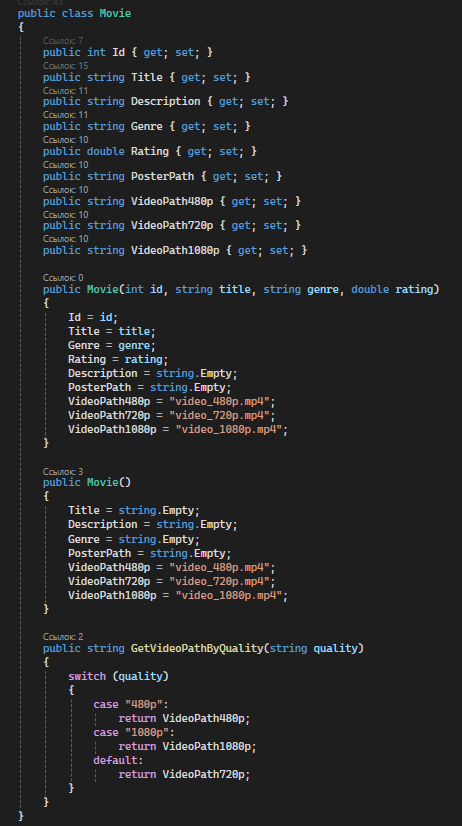 Ссылок: 43
public class Movie
{
Ссылок: 7
public int Id { get; set; }
Ссылок: 15
public string Title { get; set; }
Ссылок: 11
public string Description { get; set; }
Ссылок: 11
public string Genre { get; set; }
Ссылок: 10
public double Rating { get; set; }
Ссылок: 10
public string PosterPath { get; set; }
Ссылок: 10
public string VideoPath480p { get; set; }
Ссылок: 10
public string VideoPath720p { get; set; }
Ссылок: 10
public string VideoPath1080p { get; set; }
Ссылок: 0
public Movie(int id, string title, string genre, double rating)
{
Id = id;
Title = title;
Genre = genre;
Rating = rating;
Description = string.Empty;
PosterPath = string.Empty;
VideoPath480p = "video_480p.mp4";
VideoPath720p = "video_720p.mp4";
VideoPath1080p = "video_1080p.mp4";
}
Ссылок: 3
public Movie()
{
Title = string.Empty;
Description = string.Empty;
Genre = string.Empty;
PosterPath = string.Empty;
VideoPath480p = "video_480p.mp4";
VideoPath720p = "video_720p.mp4";
VideoPath1080p = "video_1080p.mp4";
}
Ссылок: 2
public string GetVideoPathByQuality(string quality)
{
switch (quality)
{
case "480p":
return VideoPath480p;
case "1080p":
return VideoPath1080p;
default:
return VideoPath720p;
}
}
}